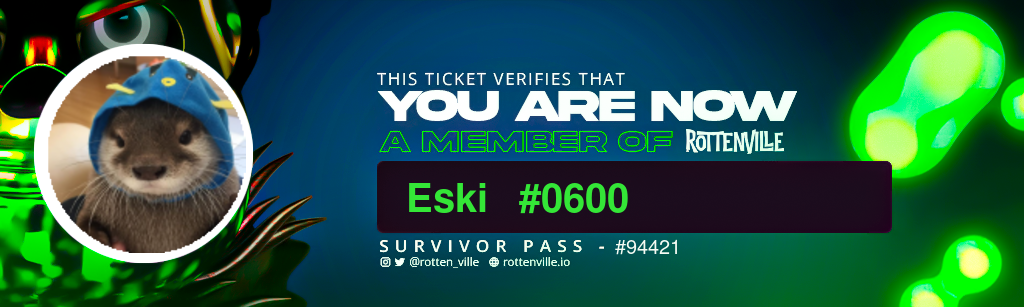 THIS TICKET VERIFIES THAT
YOU ARE NOW
A MEMBER OF ROTTENVILLE
Eski #0600
SURVIVOR PASS - #94421
@rotten_ville rottenville.io